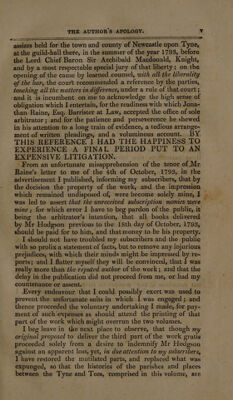 THE AUTHOR'S APOLOGY. v
assizes held for the town and county of Newcastle upon Tyne,
at the guild-hall there, in the summer of the year 1793, before
the Lord Chief Baron Sir Archibald Macdonald, Knight,
and by a most respectable special jury of that liberty; on the
opening of the cause by learned counsel, with all the liberality
of the bar, the court recommended a reference by the parties,
touching all the matters in difference, under a rule of that court;
and it is incumbent on me to acknowledge the high sense of
obligation which I entertain, for the readiness with which Jona-
than Raine, Esq. Barrister at Law, accepted the office of sole
arbitrator; and for the patience and perseverance he shewed
in his attention to a long train of evidence, a tedious arrange-
ment of written pleadings, and a voluminous account. BY
THIS REFERENCE I HAD THE HAPPINESS TO
EXPERIENCE A FINAL PERIOD PUT TO AN
EXPENSIVE LITIGATION.
From an unfortunate misapprehension of the tenor of Mr
Raine's letter to me of the 4th of October, 1793, in the
advertisement I published, informing my subscribers, that by
the decision the property of the work, and the impression
which remained undisposed of, were become solely mine, I
was led to assert that the unreceived subscription monies were
mine; for which error I have to beg pardon of the public, it
being the arbitrator's intention, that all books delivered
by Mr Hodgson previous to the 15th day of October, 1793,
should be paid for to him, and that money to be his property.
I should not have troubled my subscribers and the public
with so prolix a statement of facts, but to remove any injurious
prejudices, with which their minds might be impressed by re-
ports; and I flatter myself they will be convinced, that I was
really more than the reputed author of the work; and that the
delay in the publication did not proceed from me, or had my
countenance or assent.
Every endeavour that I could possibly exert was used to
prevent the unfortunate suits in which I was engaged; and
thence proceeded the voluntary undertaking I made, for pay-
ment of such expenses as should attend the printing of that
part of the work which might overrun the two volumes.
I beg leave in the next place to observe, that though my
original proposal to deliver the third part of the work gratis
proceeded solely from a desire to indemnify Mr Hodgson
against an apparent loss, yet, in due attention to my subscribers,
I have restored the mutilated parts, and replaced what was
expunged, so that the histories of the parishes and places
between the Tyne and Tees, comprised in this volume, are